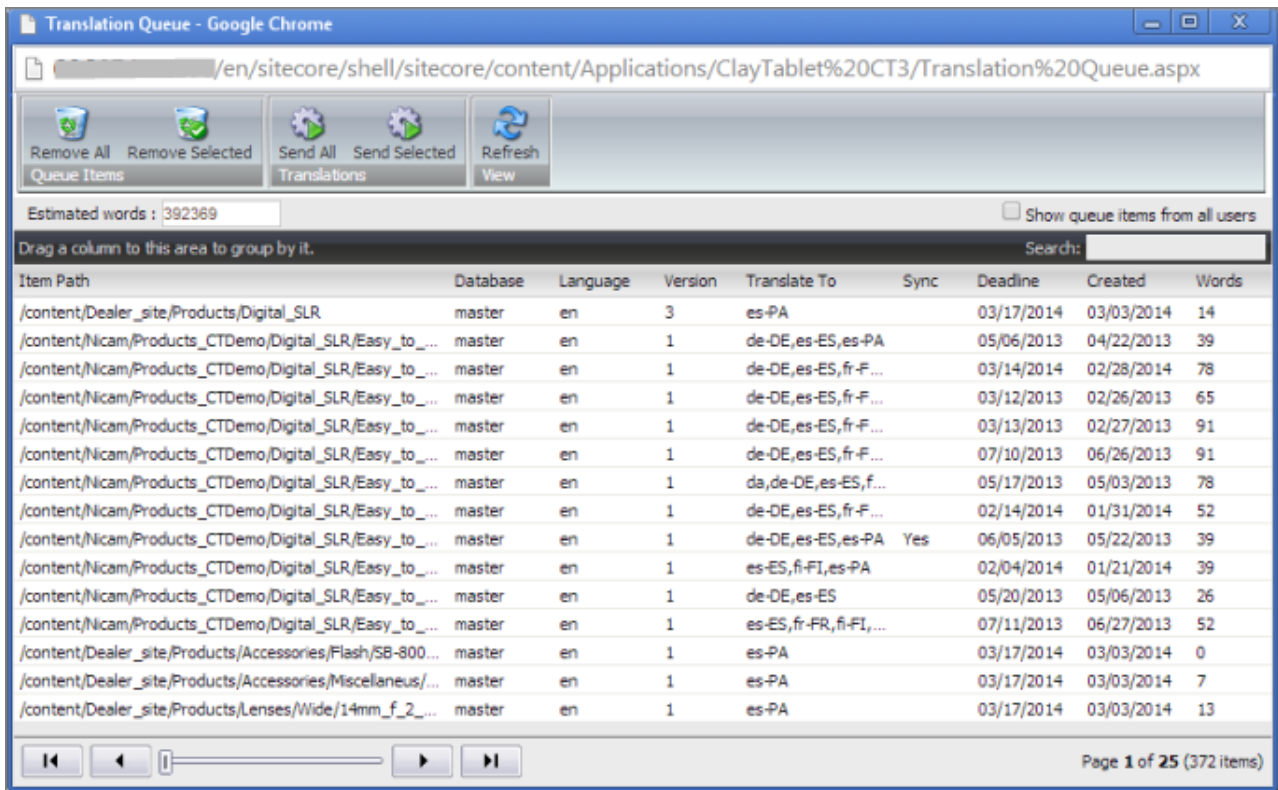 Translation Queue - Google Chrome
/en/sitecore/shell/sitecore/content/Applications/ClayTablet%20CT3/Translation%20Queue.aspx
Remove All Remove Selected Send All Send Selected Refresh
Queue Items Translations View
Estimated words : 392369 Show queue items from all users
Drag a column to this area to group by it. Search:
Item Path Database Language Version Translate To Sync Deadline Created Words
/content/Dealer_site/Products/Digital_SLR master en 3 es-PA 03/17/2014 03/03/2014 14
/content/Nicam/Products_CTDemo/Digital_SLR/Easy_to_... master en 1 de-DE,es-ES,es-PA 05/06/2013 04/22/2013 39
/content/Nicam/Products_CTDemo/Digital_SLR/Easy_to_... master en 1 de-DE,es-ES,fr-F... 03/14/2014 02/28/2014 78
/content/Nicam/Products_CTDemo/Digital_SLR/Easy_to_... master en 1 de-DE,es-ES,fr-F... 03/12/2013 02/26/2013 65
/content/Nicam/Products_CTDemo/Digital_SLR/Easy_to_... master en 1 de-DE,es-ES,fr-F... 03/13/2013 02/27/2013 91
/content/Nicam/Products_CTDemo/Digital_SLR/Easy_to_... master en 1 de-DE,es-ES,fr-F... 07/10/2013 06/26/2013 91
/content/Nicam/Products_CTDemo/Digital_SLR/Easy_to_... master en 1 da,de-DE,es-ES,f... 05/17/2013 05/03/2013 78
/content/Nicam/Products_CTDemo/Digital_SLR/Easy_to_... master en 1 de-DE,es-ES,fr-F... 02/14/2014 01/31/2014 52
/content/Nicam/Products_CTDemo/Digital_SLR/Easy_to_... master en 1 de-DE,es-ES,es-PA Yes 06/05/2013 05/22/2013 39
/content/Nicam/Products_CTDemo/Digital_SLR/Easy_to_... master en 1 es-ES,fi-FI,es-PA 02/04/2014 01/21/2014 39
/content/Nicam/Products_CTDemo/Digital_SLR/Easy_to_... master en 1 de-DE,es-ES 05/20/2013 05/06/2013 26
/content/Nicam/Products_CTDemo/Digital_SLR/Easy_to_... master en 1 es-ES,fr-FR,fi-FI,... 07/11/2013 06/27/2013 52
/content/Dealer_site/Products/Accessories/Flash/SB-800... master en 1 es-PA 03/17/2014 03/03/2014 0
/content/Dealer_site/Products/Accessories/Miscellaneus/... master en 1 es-PA 03/17/2014 03/03/2014 7
/content/Dealer_site/Products/Lenses/Wide/14mm_f_2_... master en 1 es-PA 03/17/2014 03/03/2014 13
Page 1 of 25 (372 items)